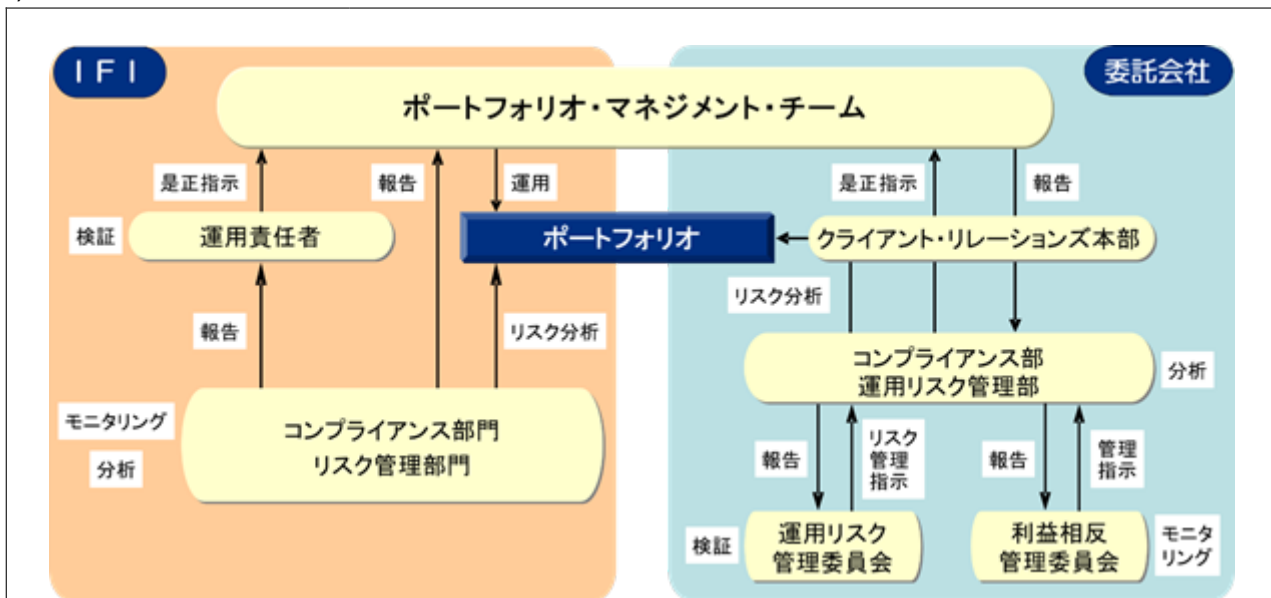 IFI
委託会社
ポートフォリオ・マネジメント・チーム
是正指示
報告
運用
是正指示
報告
検証
運用責任者
ポートフォリオ
クライアント・リレーションズ本部
報告
リスク分析
リスク分析
コンプライアンス部
運用リスク管理部
分析
モニタリング
分析
コンプライアンス部門
リスク管理部門
報告
リスク
管理
指示
報告
管理
指示
検証
運用リスク
管理委員会
利益相反
管理委員会
モニタ
リング